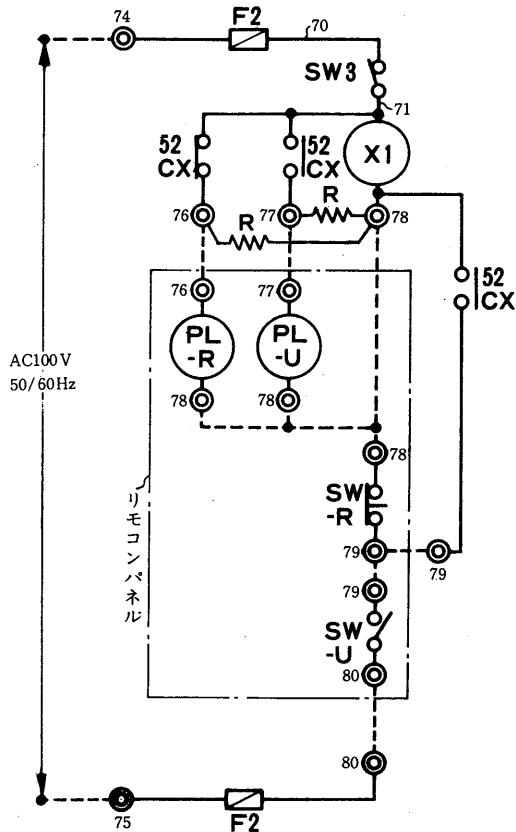 74
F2
70
SW3
71
52
CX
52
CX
X1
76
77
R
78
R
52
CX
76
77
PL
-R
PL
-U
AC100V
50/60Hz
78
78
78
SW
-R
リモコンパネル
79
79
79
SW
-U
80
80
75
F2